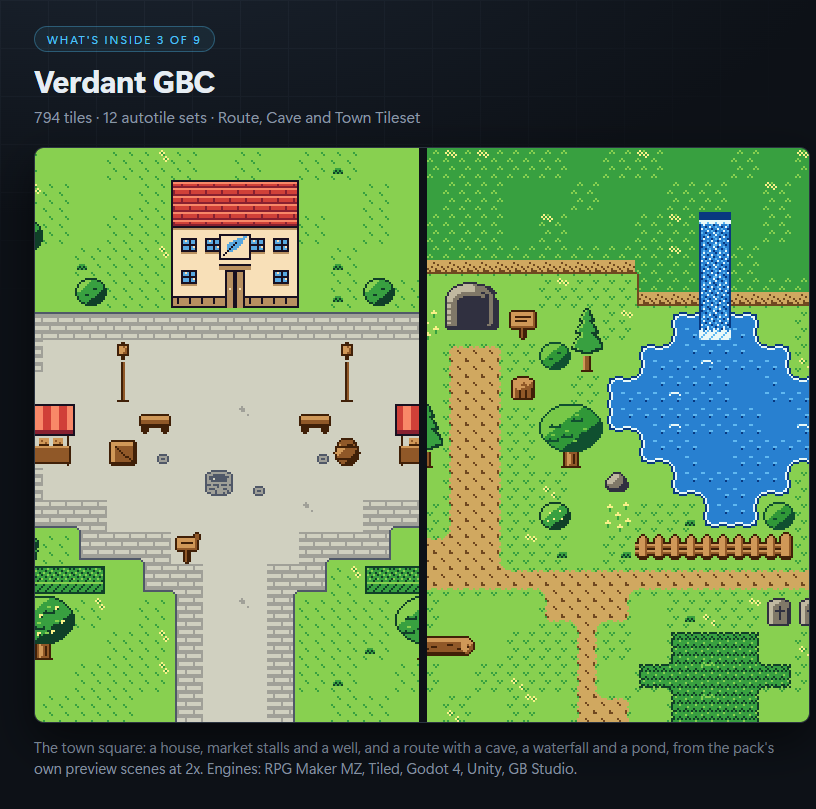 WHAT'S INSIDE 3 OF 9
Verdant GBC
794 tiles · 12 autotile sets · Route, Cave and Town Tileset
The town square: a house, market stalls and a well, and a route with a cave, a waterfall and a pond, from the pack's
own preview scenes at 2x. Engines: RPG Maker MZ, Tiled, Godot 4, Unity, GB Studio.